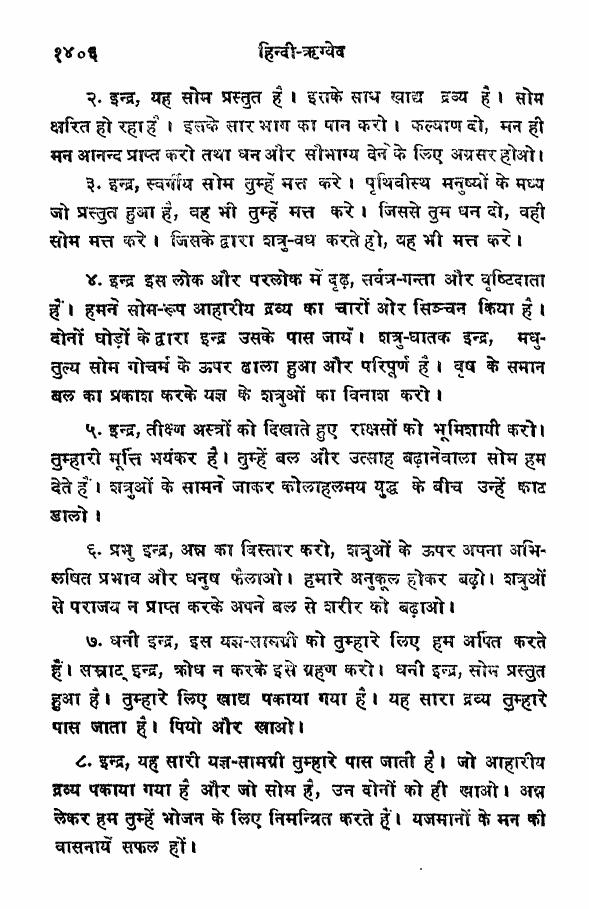 १४०६ हिन्दी-ऋग्वेद
२. इन्द्र, यह सोम प्रस्तुत है। इसके साथ खाद्य द्रव्य है। सोम
क्षरित हो रहा है। इसके सार भाग का पान करो। कल्याण दो, मन ही
मन आनन्द प्राप्त करो तथा धन और सौभाग्य देने के लिए अग्रसर होओ।
३. इन्द्र, स्वर्गीय सोम तुम्हें मत्त करे। पृथिवीस्थ मनुष्यों के मध्य
जो प्रस्तुत हुआ है, वह भी तुम्हें मत्त करे। जिससे तुम धन दो, वही
सोम मत्त करे। जिसके द्वारा शत्रु-वध करते हो, यह भी मत्त करे।
४. इन्द्र इस लोक और परलोक में दृढ़, सर्वत्र-गन्ता और वृष्टिदाता
हैं। हमने सोम-रूप आहारीय द्रव्य का चारों ओर सिञ्चन किया है।
दोनों घोड़ों के द्वारा इन्द्र उसके पास जायँ। शत्रु-घातक इन्द्र, मधु-
तुल्य सोम गोचर्म के ऊपर ढाला हुआ और परिपूर्ण है। वृष के समान
बल का प्रकाश करके यज्ञ के शत्रुओं का विनाश करो।
५. इन्द्र, तीक्ष्ण अस्त्रों को दिखाते हुए राक्षसों को भूमिशायी करो।
तुम्हारी मूर्त्ति भयंकर है। तुम्हें बल और उत्साह बढ़ानेवाला सोम हम
देते हैं। शत्रुओं के सामने जाकर कोलाहलमय युद्ध के बीच उन्हें काट
डालो।
६. प्रभु इन्द्र, अन्न का विस्तार करो, शत्रुओं के ऊपर अपना अभि-
लषित प्रभाव और धनुष फैलाओ। हमारे अनुकूल होकर बढ़ो। शत्रुओं
से पराजय न प्राप्त करके अपने बल से शरीर को बढ़ाओ।
७. धनी इन्द्र, इस यज्ञ-सामग्री को तुम्हारे लिए हम अर्पित करते
हैं। सम्राट् इन्द्र, क्रोध न करके इसे ग्रहण करो। धनी इन्द्र, सोम प्रस्तुत
हुआ है। तुम्हारे लिए खाद्य पकाया गया है। यह सारा द्रव्य तुम्हारे
पास जाता है। पियो और खाओ।
८. इन्द्र, यह सारी यज्ञ-सामग्री तुम्हारे पास जाती है। जो आहारीय
द्रव्य पकाया गया है और जो सोम है, उन दोनों को ही खाओ। अन्न
लेकर हम तुम्हें भोजन के लिए निमन्त्रित करते हैं। यजमानों के मन की
वासनायें सफल हों।